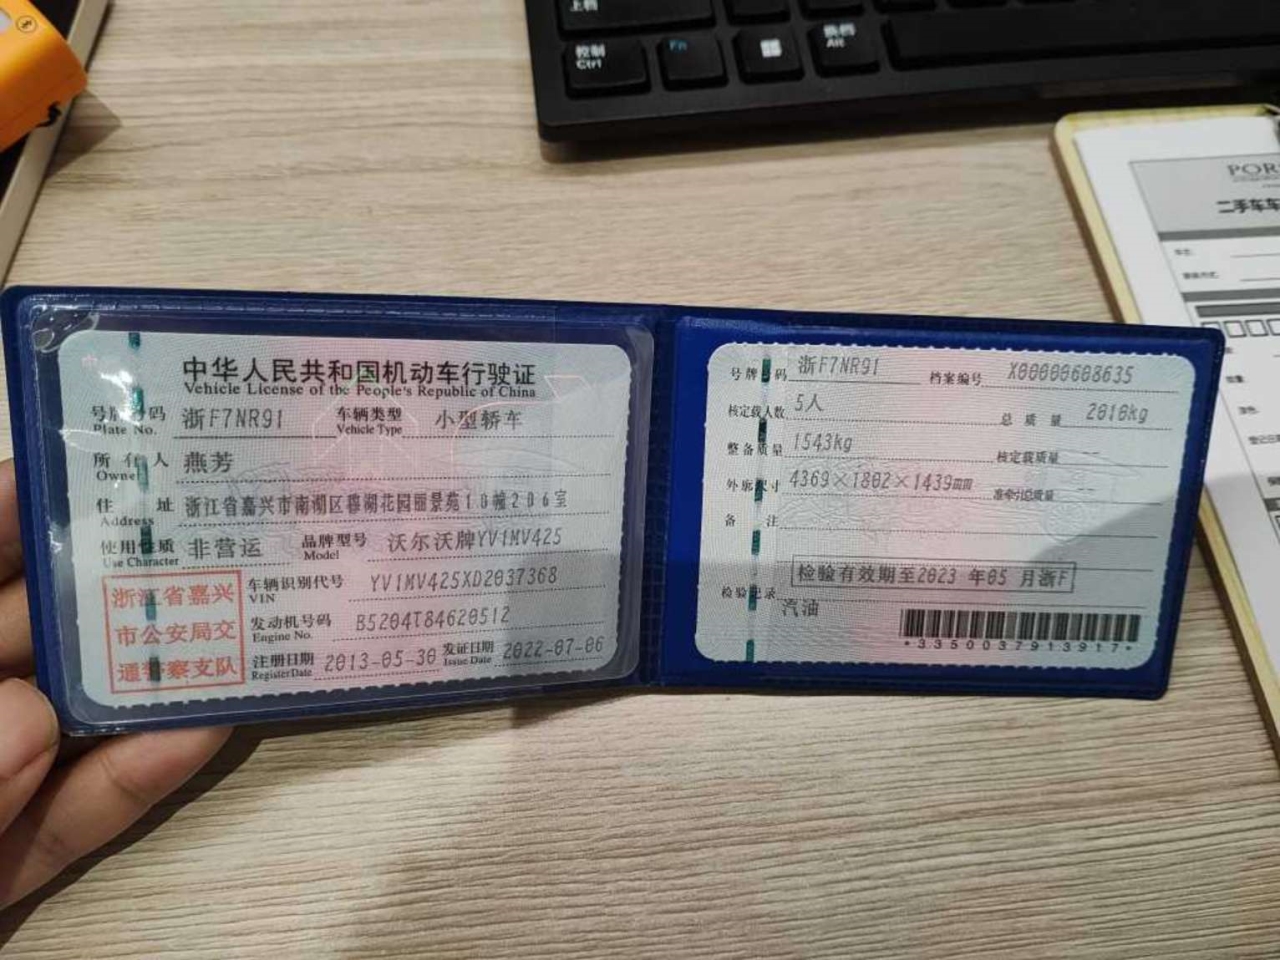 上档
控制
Ctrl
Fn
换档
Alt
POR
二手车车
中华人民共和国机动车行驶证
Vehicle License of the People's Republic of China
号牌号码 浙F7NR91 车辆类型 小型轿车
Plate No. Vehicle Type
所有人 燕芳
Owner
住址 浙江省嘉兴市南湖区穆湖花园丽景苑10幢206室
Address
使用性质 非营运 品牌型号 沃尔沃牌YV1MV425
Use Character Model
浙江省嘉兴
市公安局交
通警察支队
车辆识别代号 YV1MV425XD2037368
VIN
发动机号码 B5204T84620512
Engine No.
注册日期 2013-05-30 发证日期 2022-07-06
Register Date Issue Date
号牌号码 浙F7NR91 档案编号 X00000608635
核定载人数 5人 总质量 2010kg
整备质量 1543kg 核定载质量 --
外廓尺寸 4369×1802×1439mm 准牵引总质量 --
备注
检验有效期至2023年05月浙F
检验记录
汽油
*3350037913917*